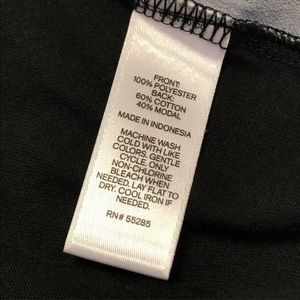 FRONT:
100% POLYESTER
BACK:
60% COTTON
40% MODAL
MADE IN INDONESIA
MACHINE WASH
COLD WITH LIKE
COLORS. GENTLE
CYCLE. ONLY
NON-CHLORINE
BLEACH WHEN
NEEDED. LAY FLAT TO
DRY. COOL IRON IF
NEEDED.
RN# 55285